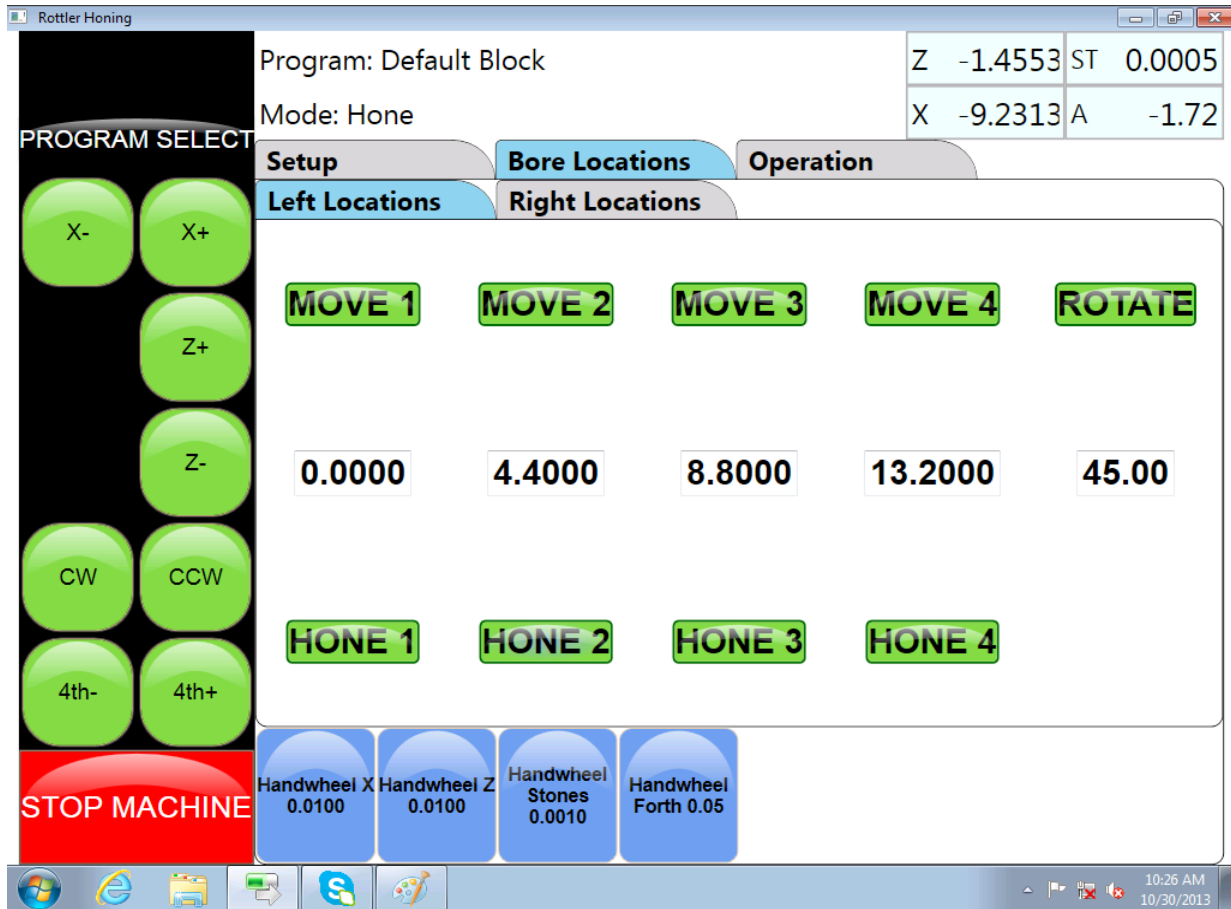 Rottler Honing
Program: Default Block
Z -1.4553 ST 0.0005
Mode: Hone
X -9.2313 A -1.72
PROGRAM SELECT
Setup Bore Locations Operation
Left Locations Right Locations
X- X+
MOVE 1 MOVE 2 MOVE 3 MOVE 4 ROTATE
Z+
Z-
0.0000 4.4000 8.8000 13.2000 45.00
CW CCW
HONE 1 HONE 2 HONE 3 HONE 4
4th- 4th+
STOP MACHINE
Handwheel X
0.0100
Handwheel Z
0.0100
Handwheel
Stones
0.0010
Handwheel
Forth 0.05
10:26 AM
10/30/2013